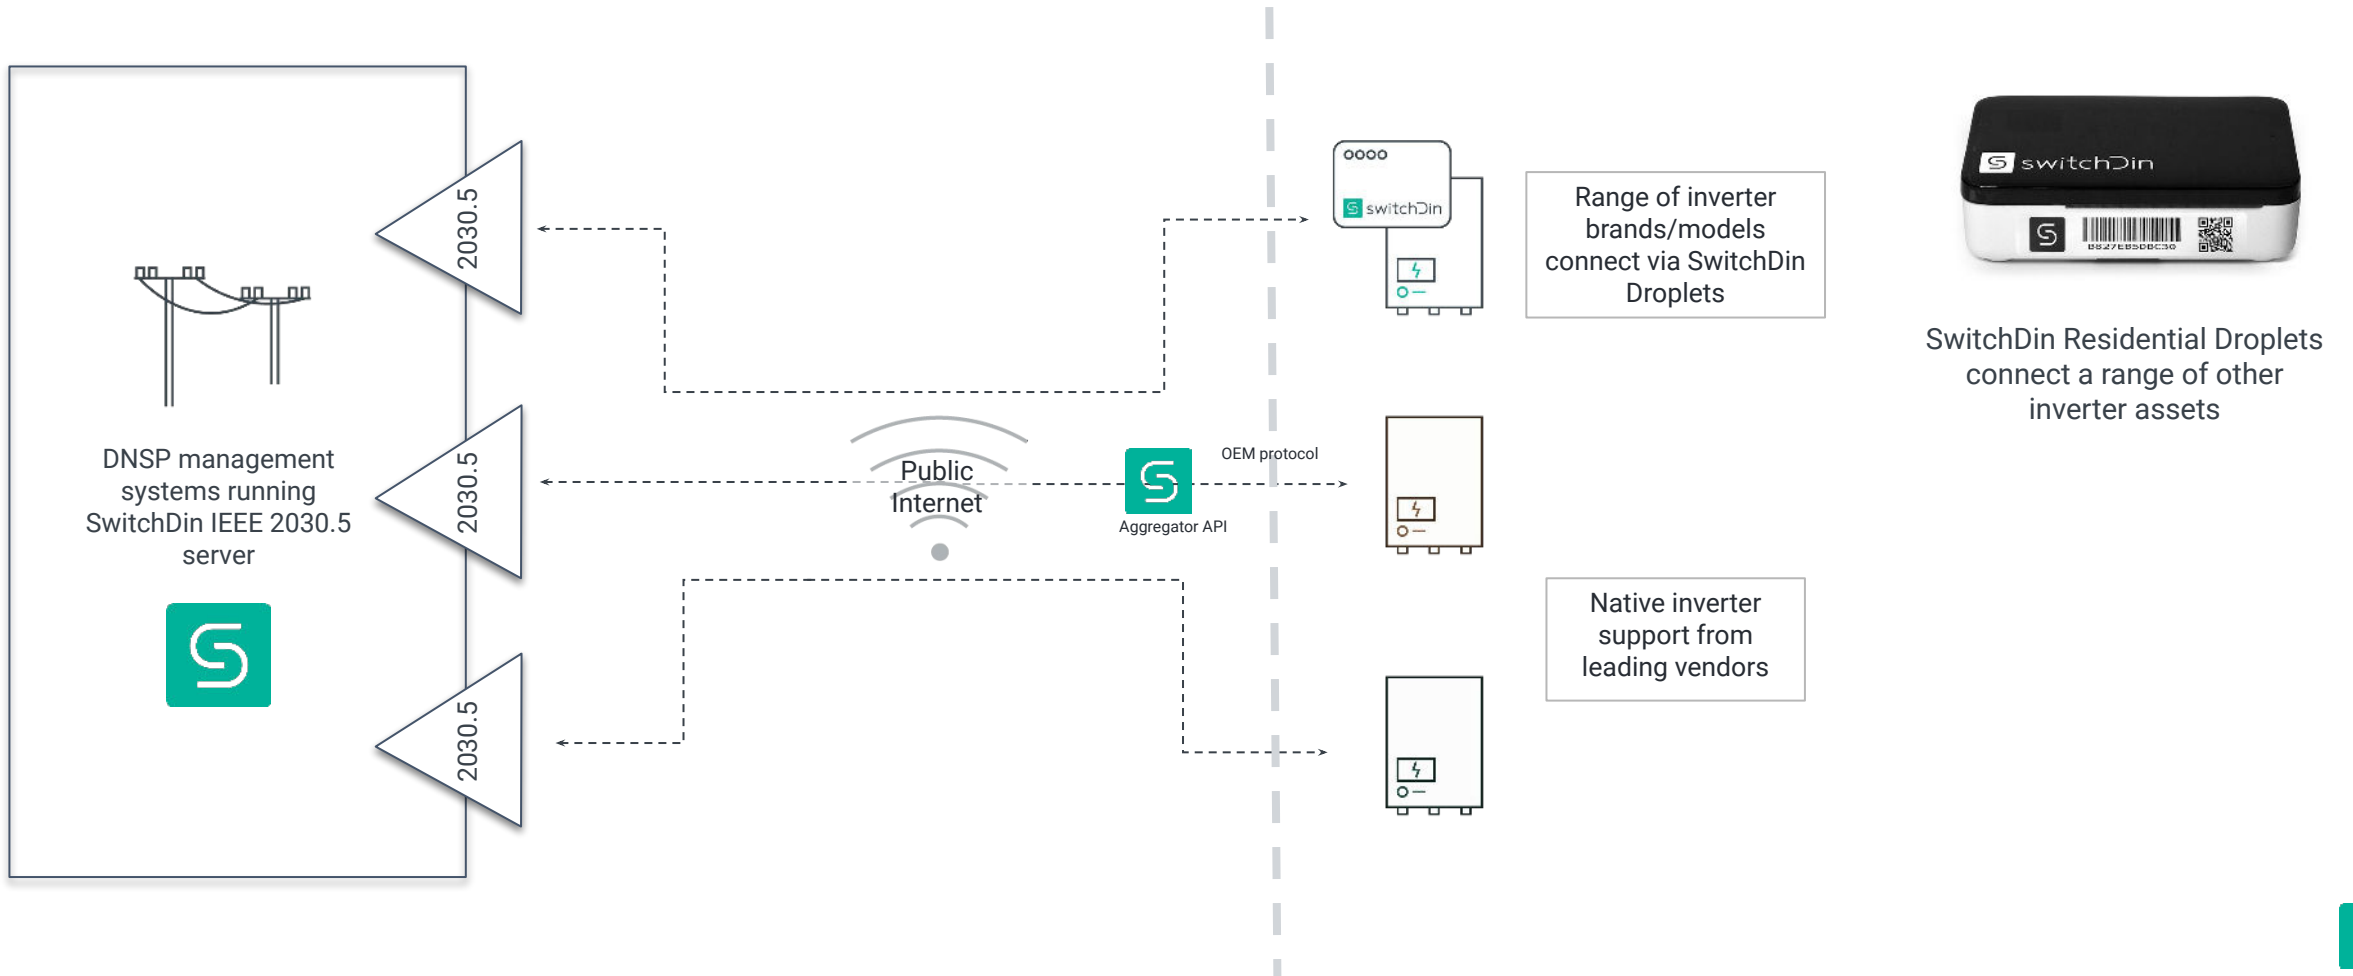 2030.5
DNSP management
systems running
SwitchDin IEEE 2030.5
server
2030.5
2030.5
Public
Internet
Aggregator API
OEM protocol
switchDin
Range of inverter
brands/models
connect via SwitchDin
Droplets
Native inverter
support from
leading vendors
switchDin
SwitchDin Residential Droplets
connect a range of other
inverter assets